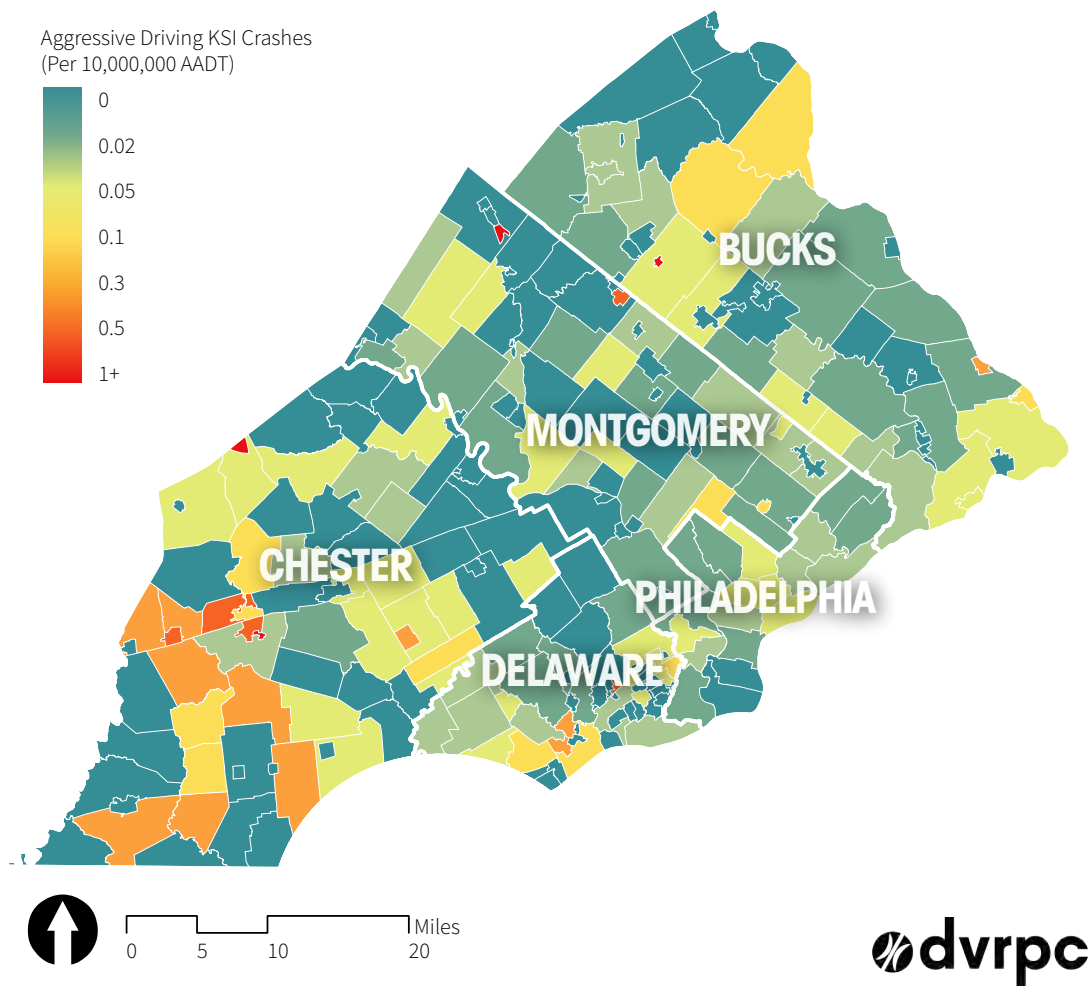 Aggressive Driving KSI Crashes
(Per 10,000,000 AADT)
0
0.02
0.05
0.1
0.3
0.5
1+
BUCKS
MONTGOMERY
CHESTER
PHILADELPHIA
DELAWARE
Miles
0 5 10 20
dvrpc